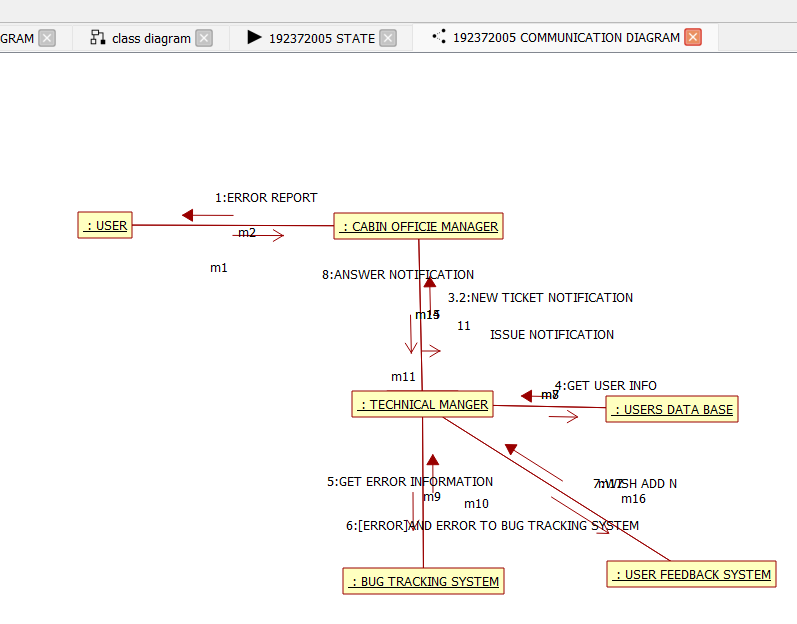 GRAM
class diagram
192372005 STATE
192372005 COMMUNICATION DIAGRAM
1:ERROR REPORT
: USER
m2
: CABIN OFFICIE MANAGER
m1
8:ANSWER NOTIFICATION
3.2:NEW TICKET NOTIFICATION
11
ISSUE NOTIFICATION
m11
4:GET USER INFO
: TECHNICAL MANGER
: USERS DATA BASE
5:GET ERROR INFORMATION
WISH ADD N
m9
m10
m16
6:[ERROR]AND ERROR TO BUG TRACKING SYSTEM
: BUG TRACKING SYSTEM
: USER FEEDBACK SYSTEM